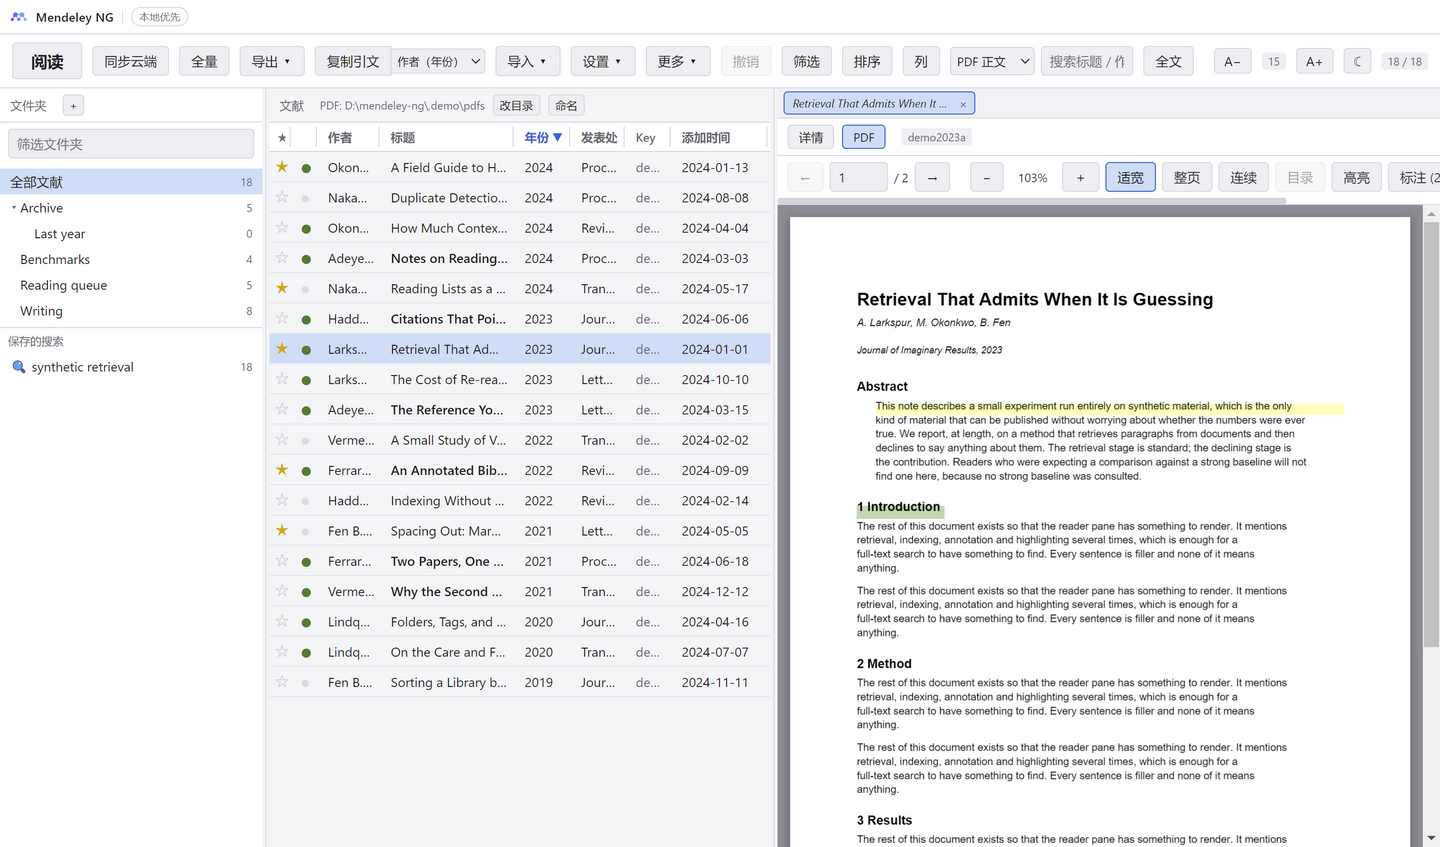 Mendeley NG 本地优先
阅读 同步云端 全量 导出 ▾ 复制引文 作者（年份） 导入 ▾ 设置 ▾ 更多 ▾ 撤销 筛选 排序 列 PDF 正文 搜索标题 / 作 全文 A− 15 A+ ☾ 18 / 18
文件夹 +
筛选文件夹
全部文献 18
Archive 5
Last year 0
Benchmarks 4
Reading queue 5
Writing 8
保存的搜索
synthetic retrieval 18
文献 PDF: D:\mendeley-ng\.demo\pdfs 改目录 命名
★ 作者 标题 年份 ▼ 发表处 Key 添加时间
★ Okon... A Field Guide to H... 2024 Proc... de... 2024-01-13
☆ Naka... Duplicate Detectio... 2024 Proc... de... 2024-08-08
☆ Okon... How Much Contex... 2024 Revi... de... 2024-04-04
☆ Adeye... Notes on Reading... 2024 Proc... de... 2024-03-03
★ Naka... Reading Lists as a ... 2024 Tran... de... 2024-05-17
☆ Hadd... Citations That Poi... 2023 Jour... de... 2024-06-06
★ Larks... Retrieval That Ad... 2023 Jour... de... 2024-01-01
☆ Larks... The Cost of Re-rea... 2023 Lett... de... 2024-10-10
☆ Adeye... The Reference Yo... 2023 Lett... de... 2024-03-15
☆ Verme... A Small Study of V... 2022 Tran... de... 2024-02-02
★ Ferrar... An Annotated Bib... 2022 Revi... de... 2024-09-09
☆ Hadd... Indexing Without ... 2022 Revi... de... 2024-02-14
★ Fen B.... Spacing Out: Mar... 2021 Lett... de... 2024-05-05
☆ Ferrar... Two Papers, One ... 2021 Proc... de... 2024-06-18
☆ Verme... Why the Second ... 2021 Tran... de... 2024-12-12
☆ Lindq... Folders, Tags, and ... 2020 Jour... de... 2024-04-16
☆ Lindq... On the Care and F... 2020 Tran... de... 2024-07-07
☆ Fen B.... Sorting a Library b... 2019 Jour... de... 2024-11-11
Retrieval That Admits When It ... ×
详情 PDF demo2023a
← 1 / 2 → − 103% + 适宽 整页 连续 目录 高亮 标注 (2
Retrieval That Admits When It Is Guessing
A. Larkspur, M. Okonkwo, B. Fen
Journal of Imaginary Results, 2023
Abstract
This note describes a small experiment run entirely on synthetic material, which is the only
kind of material that can be published without worrying about whether the numbers were ever
true. We report, at length, on a method that retrieves paragraphs from documents and then
declines to say anything about them. The retrieval stage is standard; the declining stage is
the contribution. Readers who were expecting a comparison against a strong baseline will not
find one here, because no strong baseline was consulted.
1 Introduction
The rest of this document exists so that the reader pane has something to render. It mentions
retrieval, indexing, annotation and highlighting several times, which is enough for a
full-text search to have something to find. Every sentence is filler and none of it means
anything.
The rest of this document exists so that the reader pane has something to render. It mentions
retrieval, indexing, annotation and highlighting several times, which is enough for a
full-text search to have something to find. Every sentence is filler and none of it means
anything.
2 Method
The rest of this document exists so that the reader pane has something to render. It mentions
retrieval, indexing, annotation and highlighting several times, which is enough for a
full-text search to have something to find. Every sentence is filler and none of it means
anything.
The rest of this document exists so that the reader pane has something to render. It mentions
retrieval, indexing, annotation and highlighting several times, which is enough for a
full-text search to have something to find. Every sentence is filler and none of it means
anything.
3 Results
The rest of this document exists so that the reader pane has something to render. It mentions